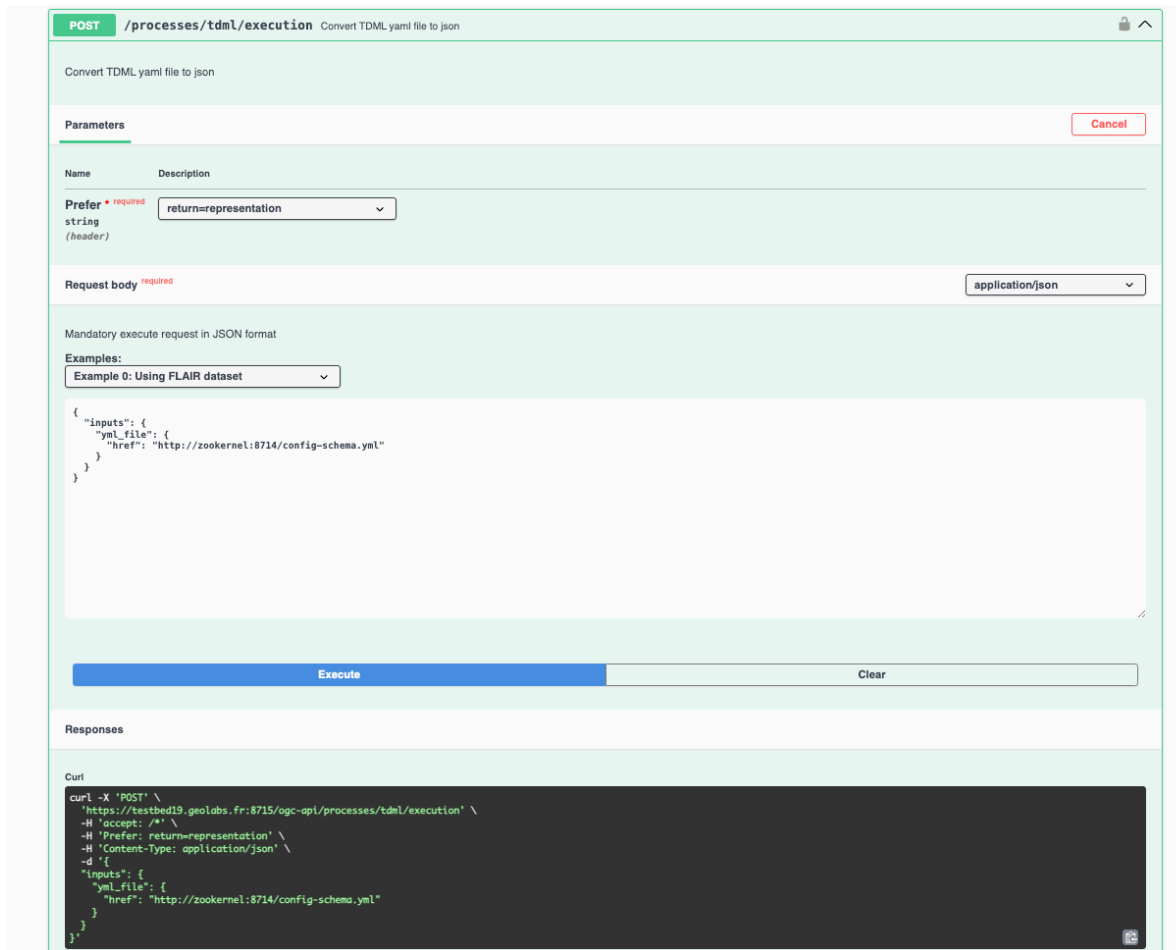 POST /processes/tdml/execution Convert TDML yaml file to json
Convert TDML yaml file to json
Parameters
Cancel
Name Description
Prefer * required
return=representation
string
(header)
Request body required
application/json
Mandatory execute request in JSON format
Examples:
Example 0: Using FLAIR dataset
{
  "inputs": {
    "yml_file": {
      "href": "http://zookernel:8714/config-schema.yml"
    }
  }
}
Execute
Clear
Responses
Curl
curl -X 'POST' \
  'https://testbed19.geolabs.fr:8715/ogc-api/processes/tdml/execution' \
  -H 'accept: /*' \
  -H 'Prefer: return=representation' \
  -H 'Content-Type: application/json' \
  -d '{
  "inputs": {
    "yml_file": {
      "href": "http://zookernel:8714/config-schema.yml"
    }
  }
}'